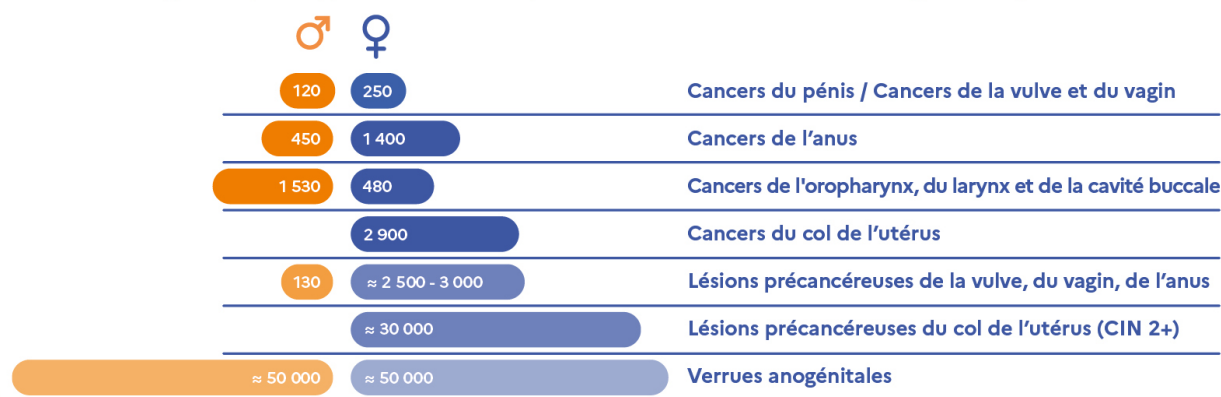 120 250 Cancers du pénis / Cancers de la vulve et du vagin
450 1 400 Cancers de l'anus
1 530 480 Cancers de l'oropharynx, du larynx et de la cavité buccale
2 900 Cancers du col de l'utérus
130 ≈ 2 500 - 3 000 Lésions précancéreuses de la vulve, du vagin, de l'anus
≈ 30 000 Lésions précancéreuses du col de l'utérus (CIN 2+)
≈ 50 000 ≈ 50 000 Verrues anogénitales